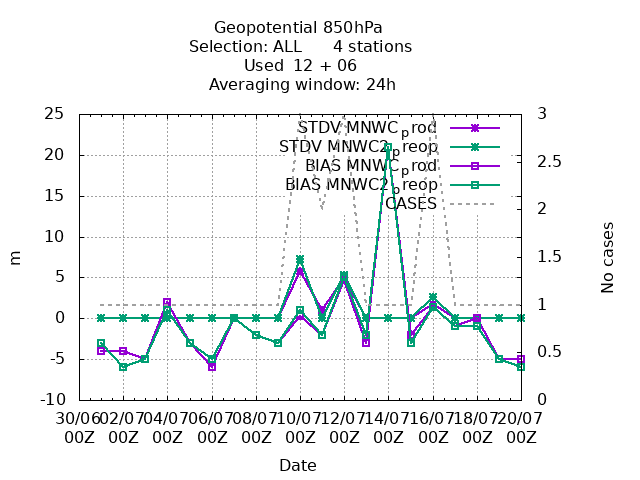 Geopotential 850hPa
Selection: ALL 4 stations
Used 12 + 06
Averaging window: 24h
STDV MNWC_prod
STDV MNWC2_preop
BIAS MNWC_prod
BIAS MNWC2_preop
CASES
25
20
15
10
5
0
-5
-10
m
3
2.5
2
1.5
1
0.5
0
No cases
30/06 02/07 04/07 06/07 08/07 10/07 12/07 14/07 16/07 18/07 20/07
00Z 00Z 00Z 00Z 00Z 00Z 00Z 00Z 00Z 00Z 00Z
Date